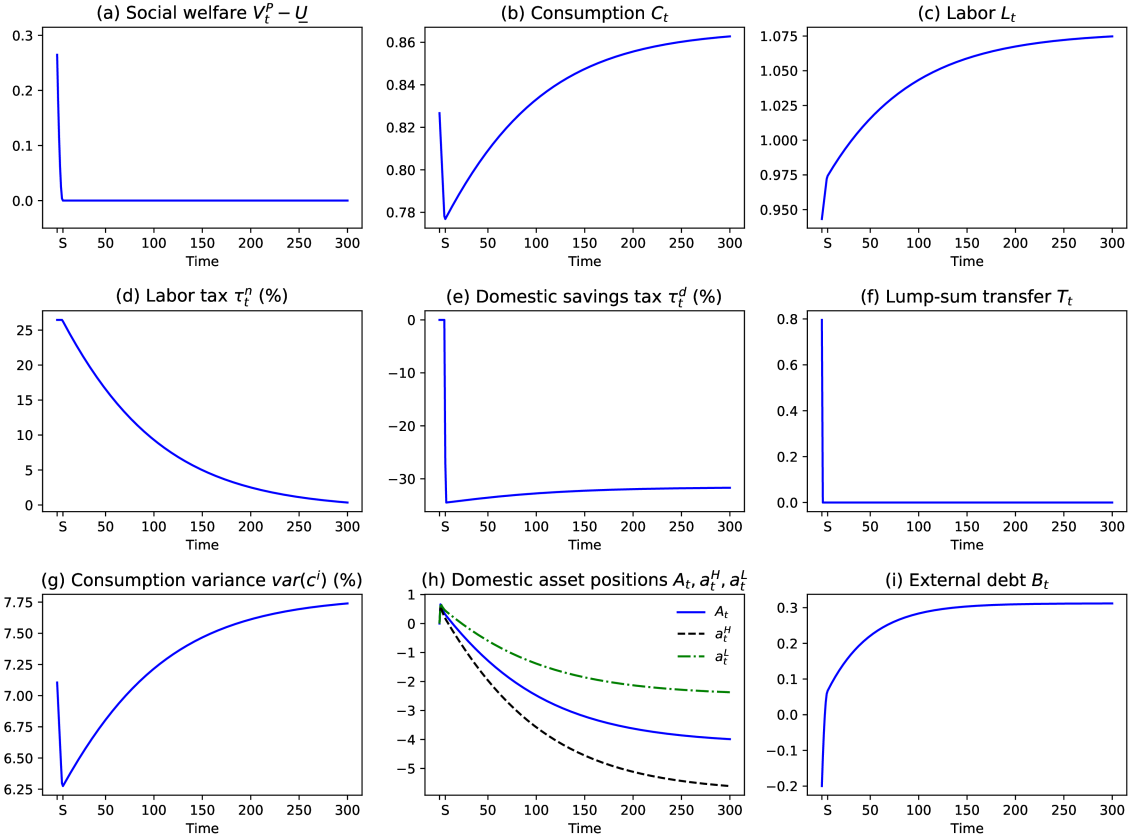 (a) Social welfare V_t^P − U̲
0.3
0.2
0.1
0.0
S 50 100 150 200 250 300
Time
(b) Consumption C_t
0.86
0.84
0.82
0.80
0.78
S 50 100 150 200 250 300
Time
(c) Labor L_t
1.075
1.050
1.025
1.000
0.975
0.950
S 50 100 150 200 250 300
Time
(d) Labor tax τ_t^n (%)
25
20
15
10
5
0
S 50 100 150 200 250 300
Time
(e) Domestic savings tax τ_t^d (%)
0
−10
−20
−30
S 50 100 150 200 250 300
Time
(f) Lump-sum transfer T_t
0.8
0.6
0.4
0.2
0.0
S 50 100 150 200 250 300
Time
(g) Consumption variance var(c^i) (%)
7.75
7.50
7.25
7.00
6.75
6.50
6.25
S 50 100 150 200 250 300
Time
(h) Domestic asset positions A_t, a_t^H, a_t^L
1
0
−1
−2
−3
−4
−5
A_t
a_t^H
a_t^L
S 50 100 150 200 250 300
Time
(i) External debt B_t
0.3
0.2
0.1
0.0
−0.1
−0.2
S 50 100 150 200 250 300
Time